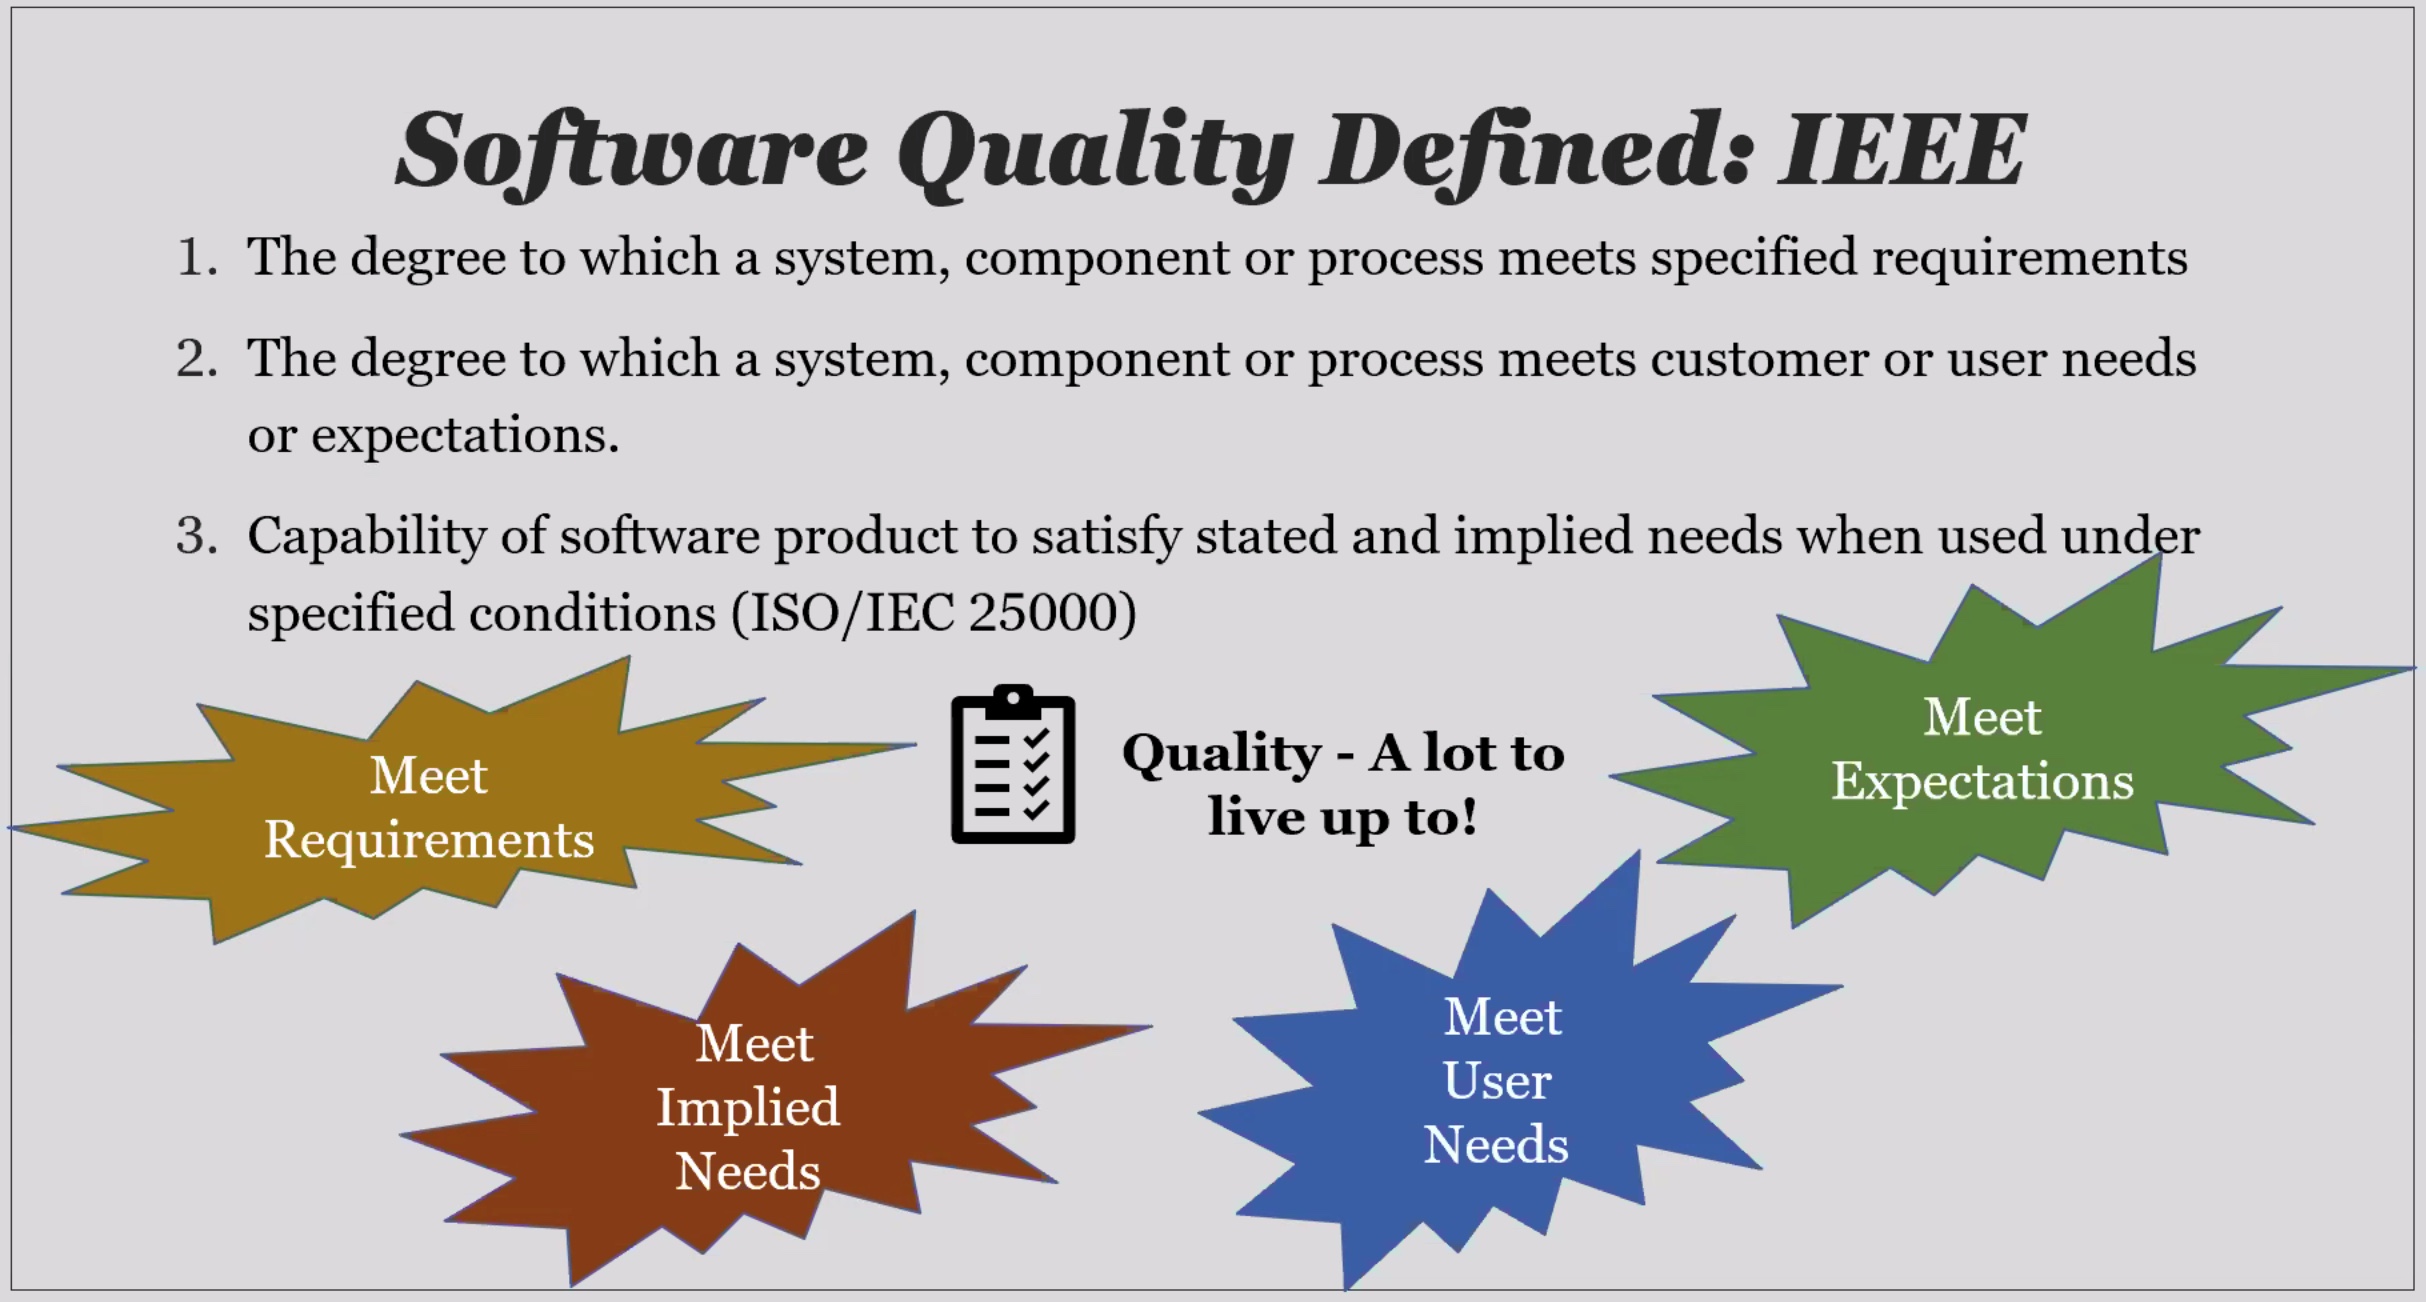 Software Quality Defined: IEEE
1. The degree to which a system, component or process meets specified requirements
2. The degree to which a system, component or process meets customer or user needs
or expectations.
3. Capability of software product to satisfy stated and implied needs when used under
specified conditions (ISO/IEC 25000)
Meet
Requirements
Quality - A lot to
live up to!
Meet
Expectations
Meet
Implied
Needs
Meet
User
Needs